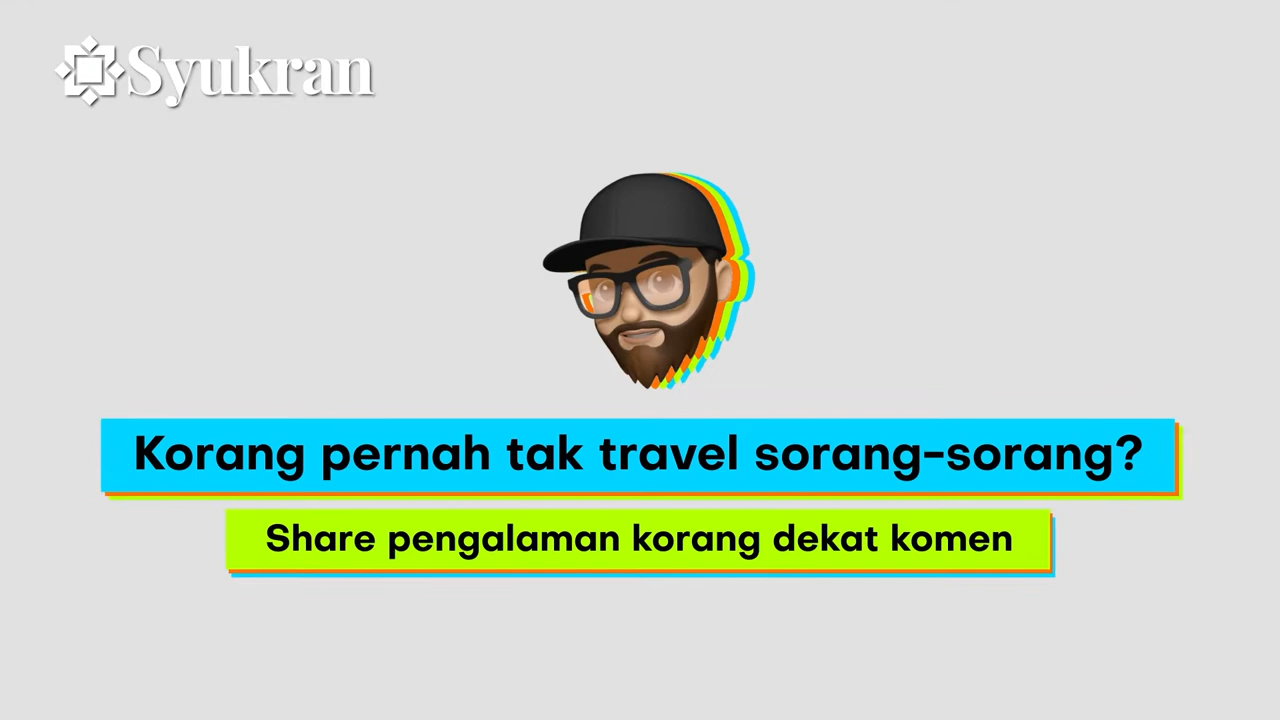 Syukran
Korang pernah tak travel sorang-sorang?
Share pengalaman korang dekat komen